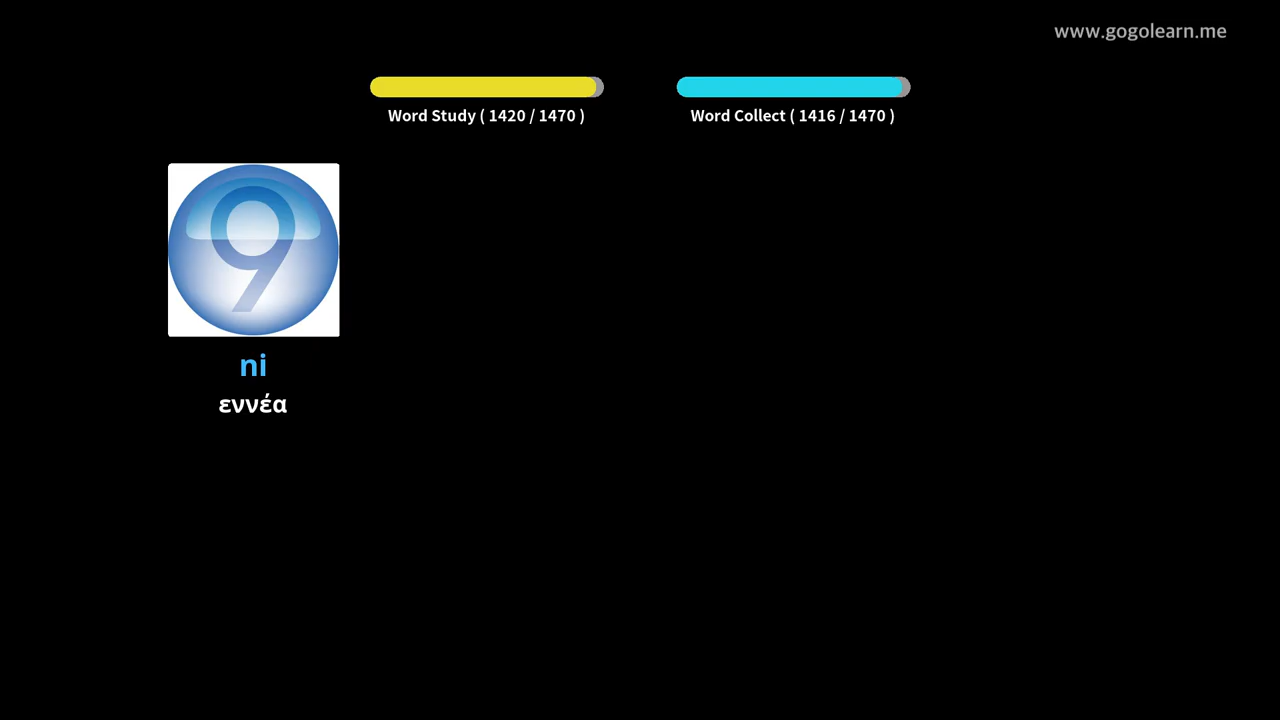 www.gogolearn.me
Word Study ( 1420 / 1470 )
Word Collect ( 1416 / 1470 )
9
ni
εννέα